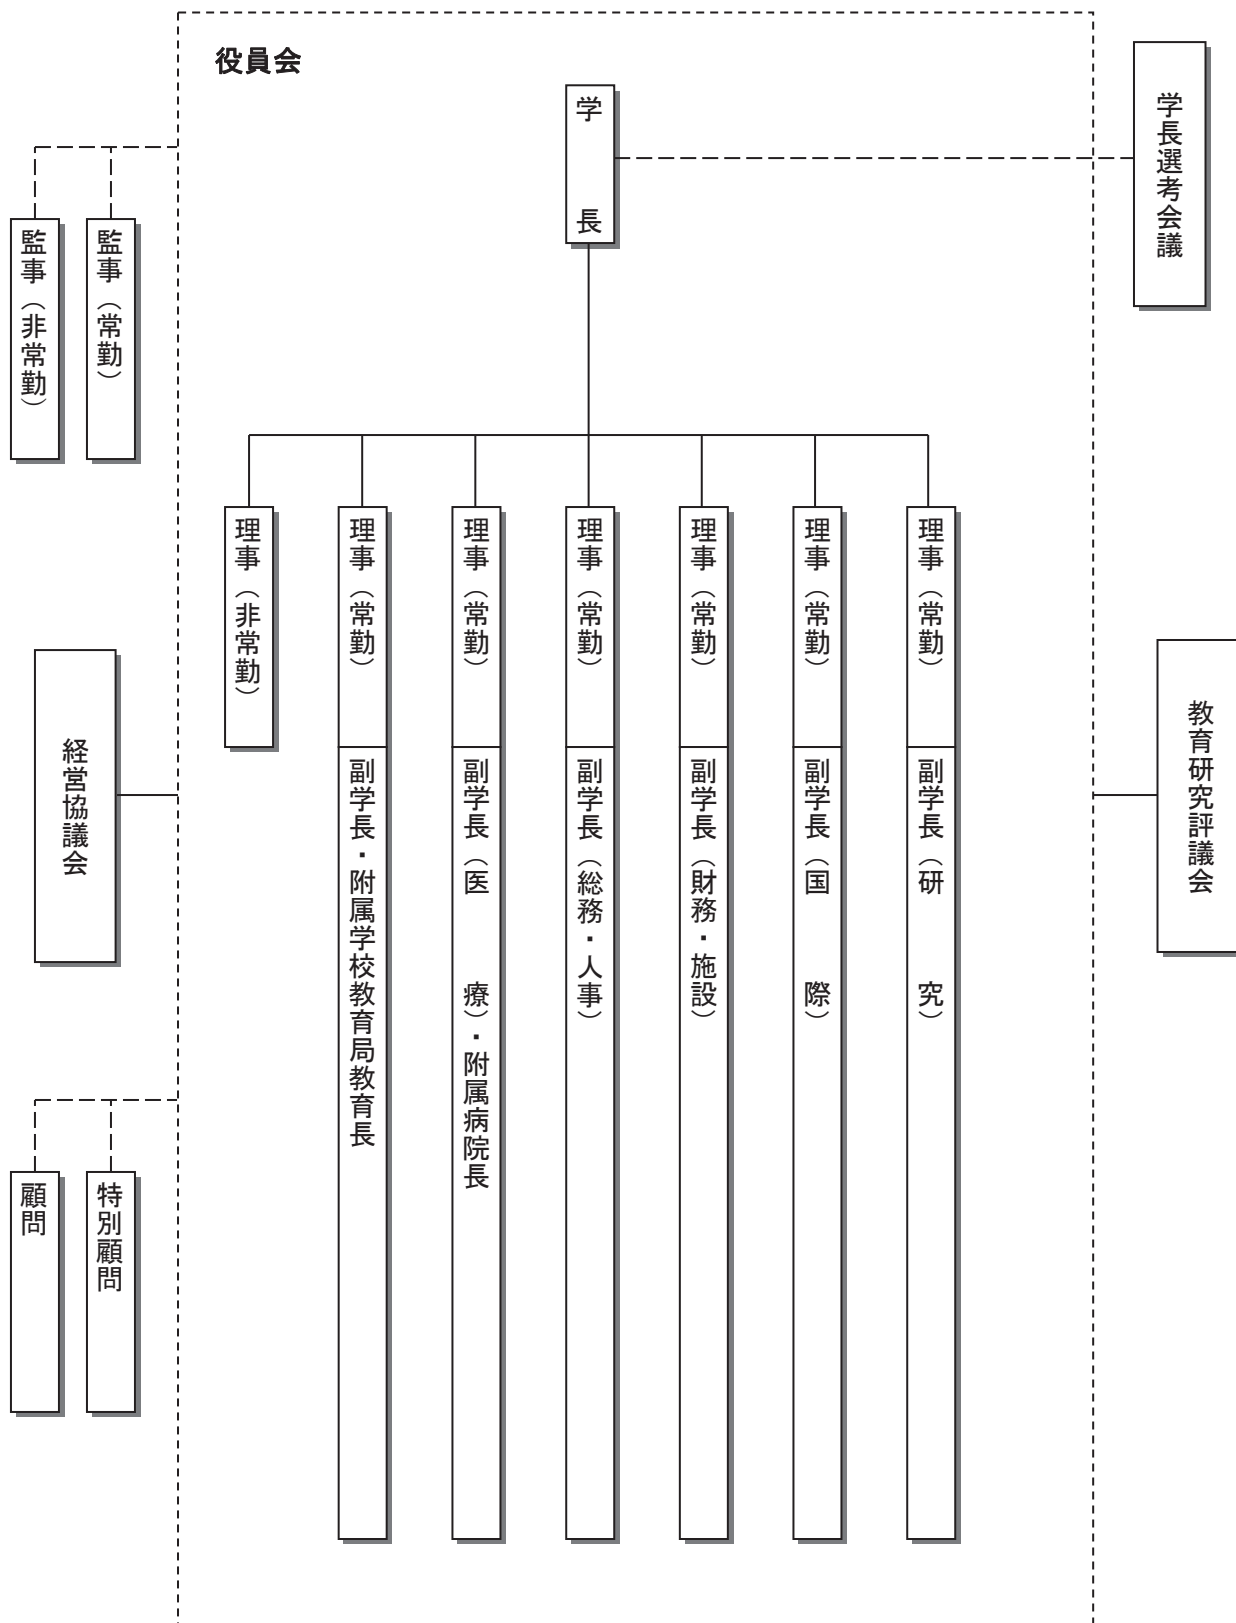 役員会
学長
学長選考会議
監事（常勤）
監事（非常勤）
理事（常勤）
副学長（研究）
理事（常勤）
副学長（国際）
理事（常勤）
副学長（財務・施設）
理事（常勤）
副学長（総務・人事）
理事（常勤）
副学長（医療）・附属病院長
理事（常勤）
副学長・附属学校教育局教育長
理事（非常勤）
教育研究評議会
経営協議会
特別顧問
顧問